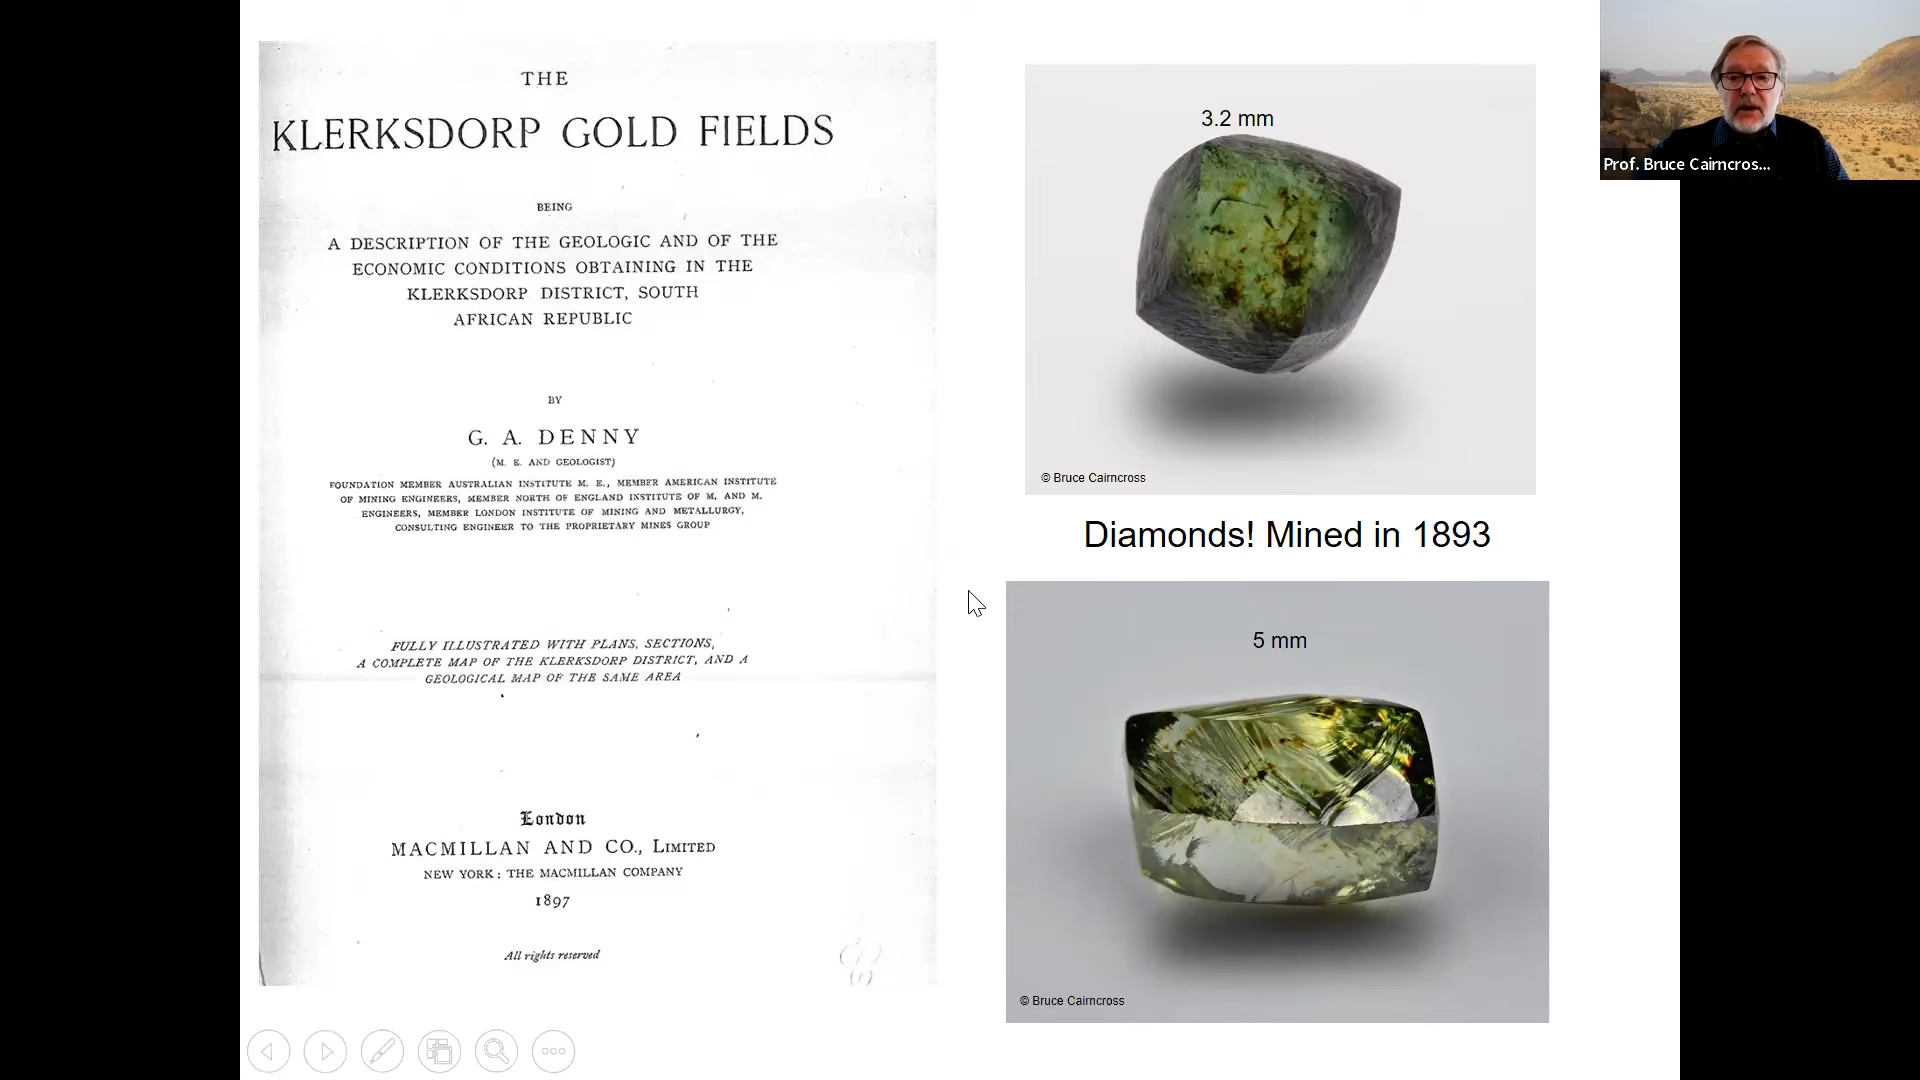 THE
KLERKSDORP GOLD FIELDS
BEING
A DESCRIPTION OF THE GEOLOGIC AND OF THE
ECONOMIC CONDITIONS OBTAINING IN THE
KLERKSDORP DISTRICT, SOUTH
AFRICAN REPUBLIC
BY
G. A. DENNY
(M. E. AND GEOLOGIST)
FOUNDATION MEMBER AUSTRALIAN INSTITUTE M. E., MEMBER AMERICAN INSTITUTE
OF MINING ENGINEERS, MEMBER NORTH OF ENGLAND INSTITUTE OF M. AND M.
ENGINEERS, MEMBER LONDON INSTITUTE OF MINING AND METALLURGY,
CONSULTING ENGINEER TO THE PROPRIETARY MINES GROUP
FULLY ILLUSTRATED WITH PLANS, SECTIONS,
A COMPLETE MAP OF THE KLERKSDORP DISTRICT, AND A
GEOLOGICAL MAP OF THE SAME AREA
London
MACMILLAN AND CO., LIMITED
NEW YORK: THE MACMILLAN COMPANY
1897
All rights reserved
3.2 mm
© Bruce Cairncross
Diamonds! Mined in 1893
5 mm
© Bruce Cairncross
Prof. Bruce Cairncros...